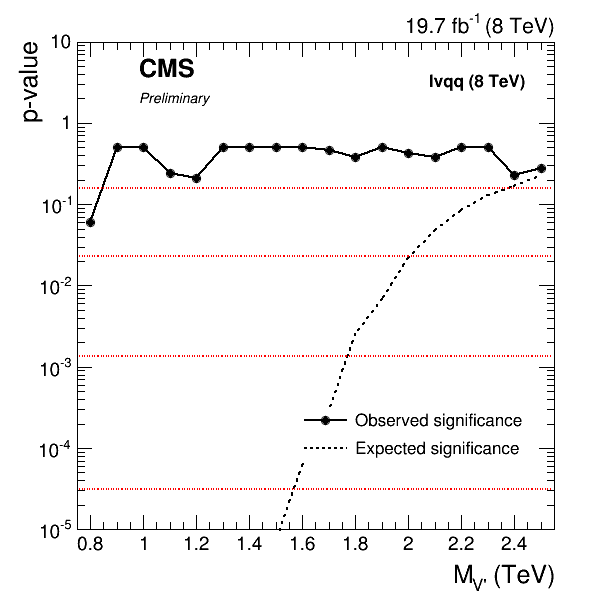 19.7 fb⁻¹ (8 TeV)
10
CMS
lvqq (8 TeV)
Preliminary
p-value
1
10⁻¹
10⁻²
10⁻³
Observed significance
10⁻⁴
Expected significance
10⁻⁵
0.8 1 1.2 1.4 1.6 1.8 2 2.2 2.4
M_V' (TeV)